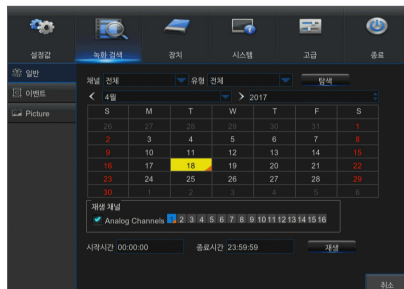 설정값 녹화 검색 장치 시스템 고급 종료
일반
이벤트
Picture
채널 전체 유형 전체 탐색
< 4월 > 2017
S M T W T F S
26 27 28 29 30 31 1
2 3 4 5 6 7 8
9 10 11 12 13 14 15
16 17 18 19 20 21 22
23 24 25 26 27 28 29
30 1 2 3 4 5 6
재생 채널
Analog Channels 1 2 3 4 5 6 7 8 9 10 11 12 13 14 15 16
시작시간 00:00:00 종료시간 23:59:59 재생
취소